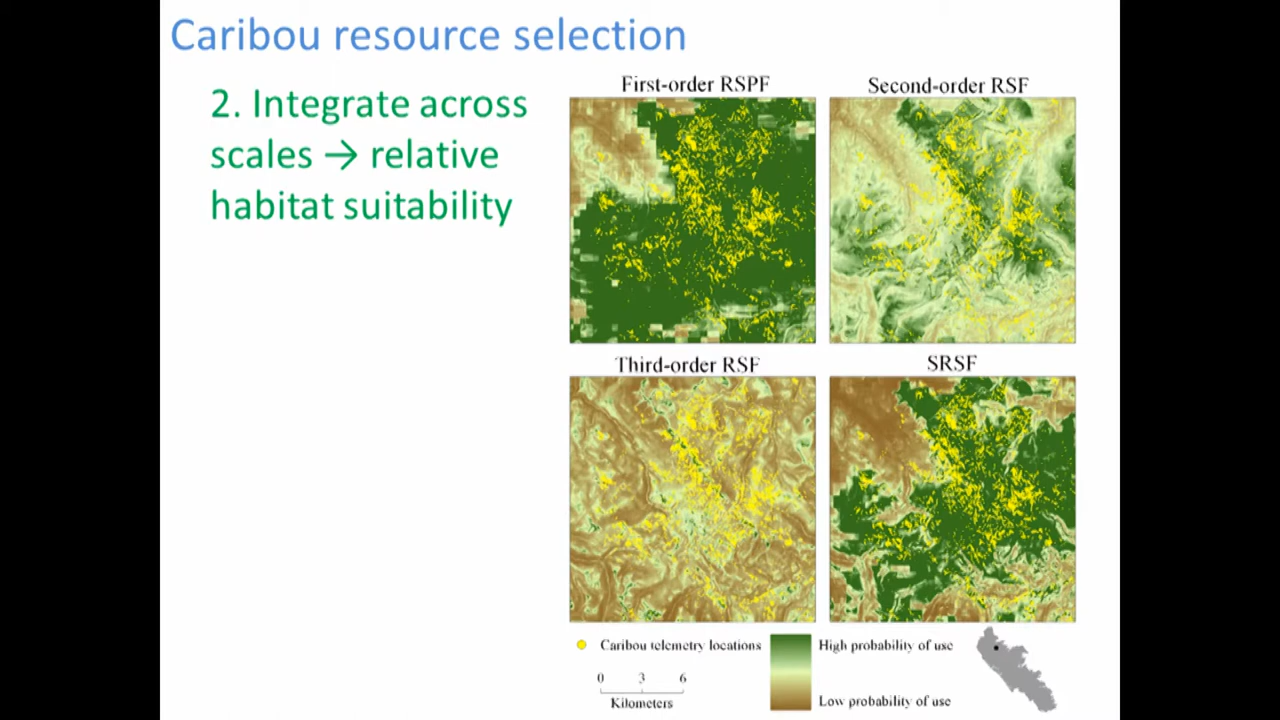 Caribou resource selection
2. Integrate across
scales → relative
habitat suitability
First-order RSPF
Second-order RSF
Third-order RSF
SRSF
Caribou telemetry locations
0 3 6
Kilometers
High probability of use
Low probability of use